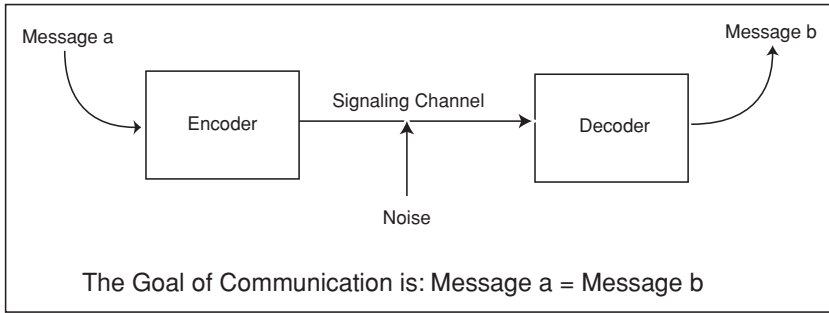 Message a
Message b
Signaling Channel
Encoder
Decoder
Noise
The Goal of Communication is: Message a = Message b